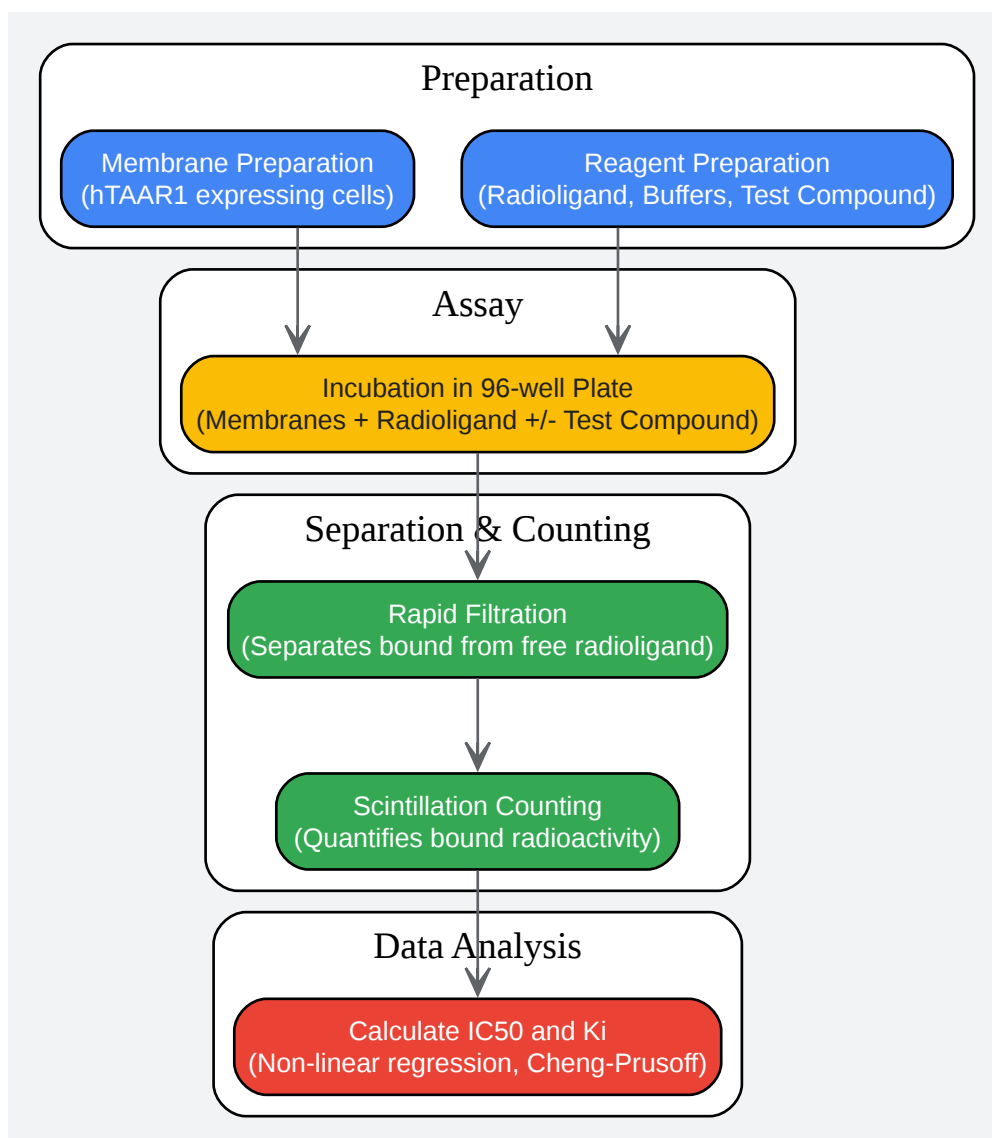 Preparation
Membrane Preparation
(hTAAR1 expressing cells)
Reagent Preparation
(Radioligand, Buffers, Test Compound)
Assay
Incubation in 96-well Plate
(Membranes + Radioligand +/- Test Compound)
Separation & Counting
Rapid Filtration
(Separates bound from free radioligand)
Scintillation Counting
(Quantifies bound radioactivity)
Data Analysis
Calculate IC50 and Ki
(Non-linear regression, Cheng-Prusoff)